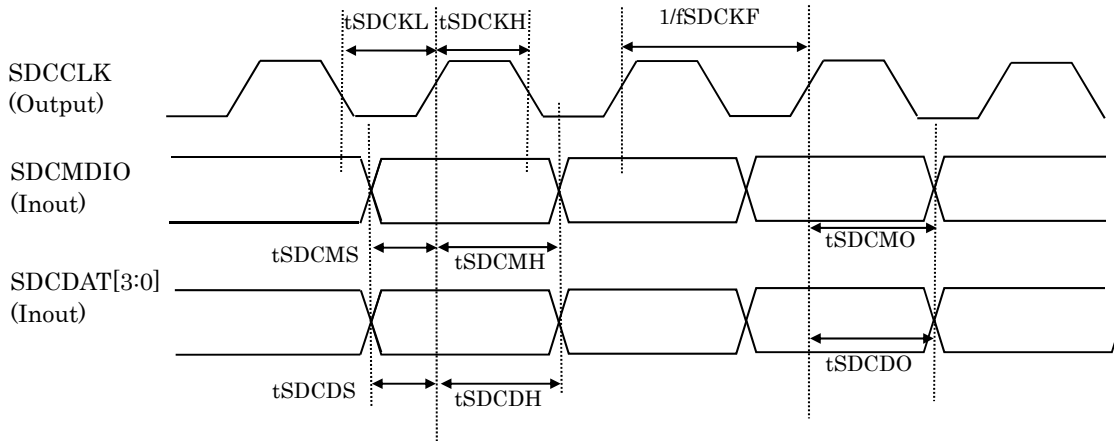 tSDCKL tSDCKH 1/fSDCKF
SDCCLK
(Output)
SDCMDIO
(Inout)
tSDCMS tSDCMH tSDCMO
SDCDAT[3:0]
(Inout)
tSDCDS tSDCDH tSDCDO